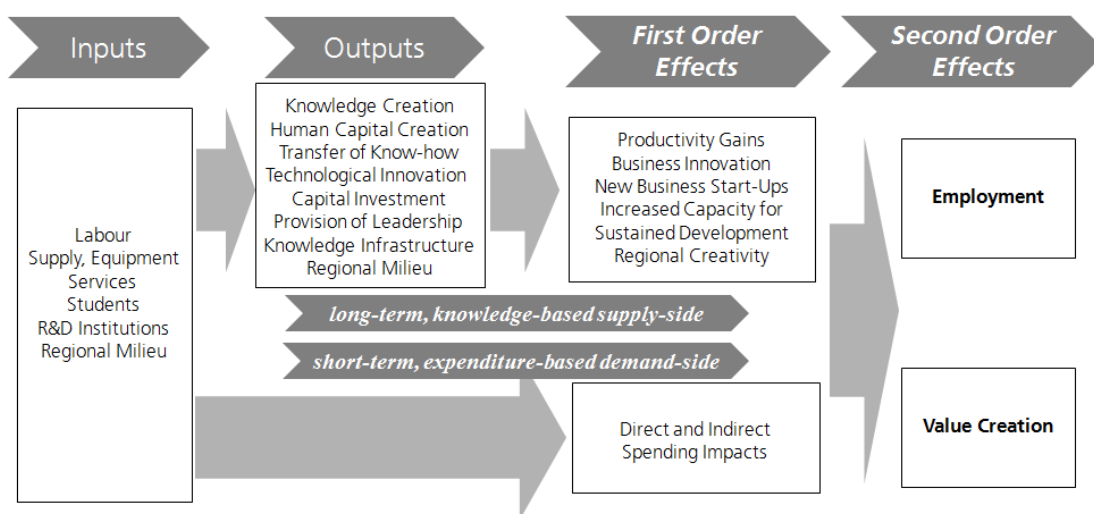 Inputs
Outputs
First Order
Effects
Second Order
Effects
Labour
Supply, Equipment
Services
Students
R&D Institutions
Regional Milieu
Knowledge Creation
Human Capital Creation
Transfer of Know-how
Technological Innovation
Capital Investment
Provision of Leadership
Knowledge Infrastructure
Regional Milieu
Productivity Gains
Business Innovation
New Business Start-Ups
Increased Capacity for
Sustained Development
Regional Creativity
Employment
long-term, knowledge-based supply-side
short-term, expenditure-based demand-side
Direct and Indirect
Spending Impacts
Value Creation